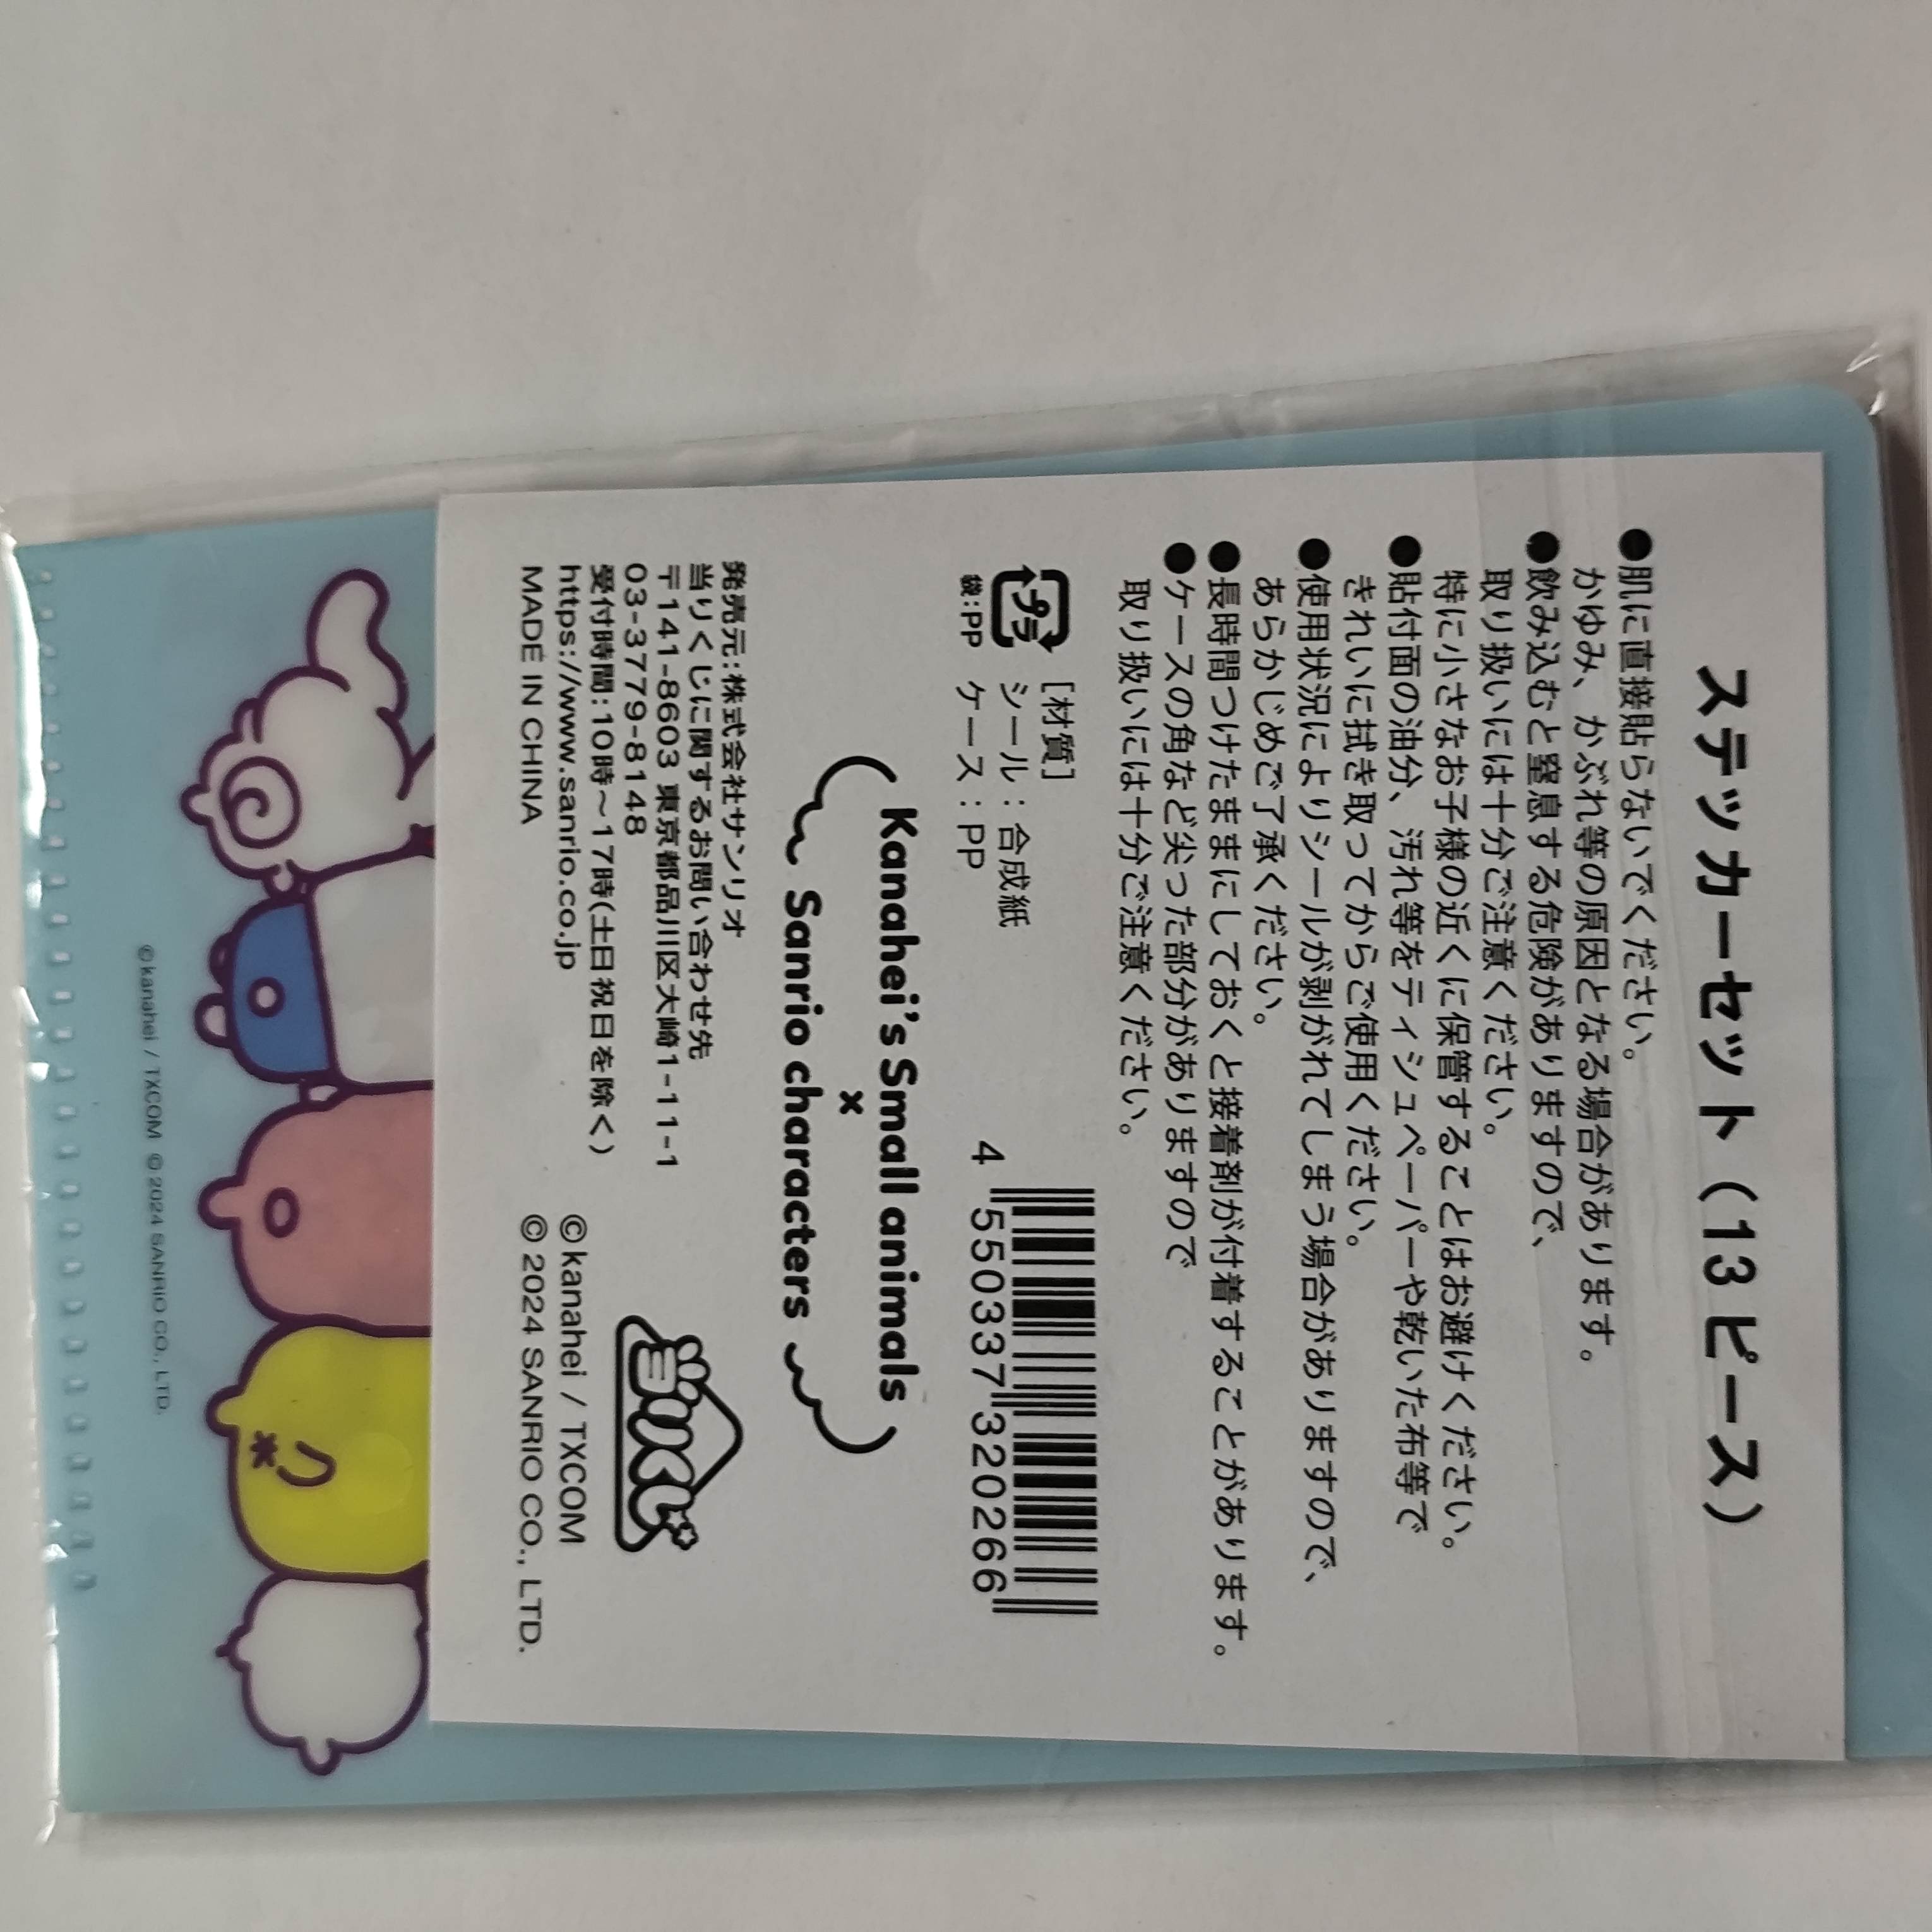 ステッカーセット（13ピース）
●肌に直接貼らないでください。
かゆみ、かぶれ等の原因となる場合があります。
●飲み込むと窒息する危険がありますので、
取り扱いには十分ご注意ください。
特に小さなお子様の近くに保管することはお避けください。
●貼付面の油分、汚れ等をティシュペーパーや乾いた布等で
きれいに拭き取ってからご使用ください。
●使用状況によりシールが剥がれてしまう場合がありますので、
あらかじめご了承ください。
●長時間つけたままにしておくと接着剤が付着することがあります。
●ケースの角など尖った部分がありますので
取り扱いには十分ご注意ください。
プラ
袋:PP
［材質］
シール：合成紙
ケース：PP
4 550337 320266
Kanahei's Small animals
×
Sanrio characters
発売元:株式会社サンリオ
当りくじに関するお問い合わせ先
〒141-8603 東京都品川区大崎1-11-1
03-3779-8148
受付時間:10時〜17時(土日祝日を除く)
https://www.sanrio.co.jp
MADE IN CHINA
当りくじ
©kanahei / TXCOM
©2024 SANRIO CO., LTD.
©kanahei / TXCOM ©2024 SANRIO CO., LTD.